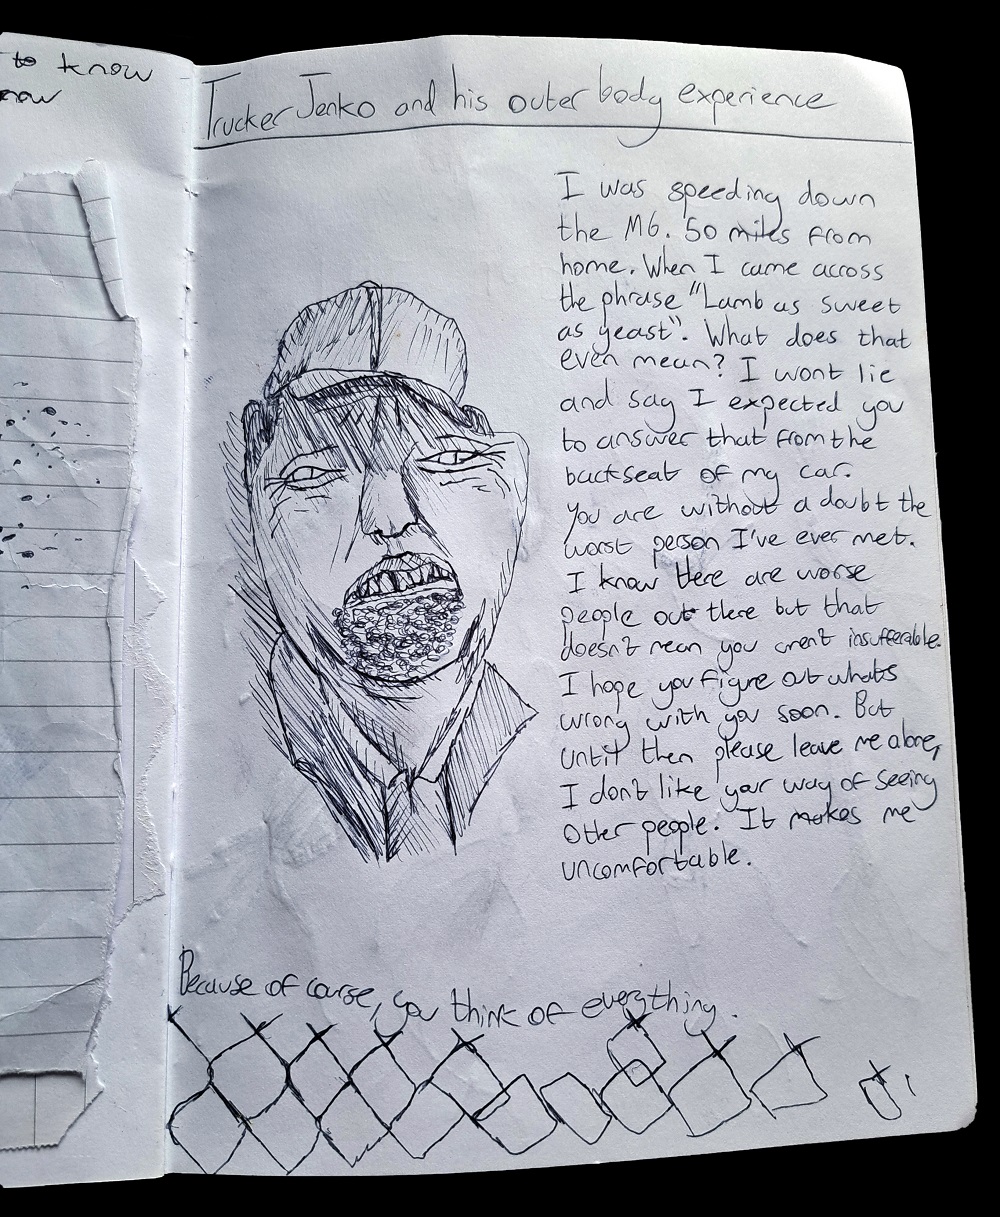 to know
now
Trucker Jenko and his outer body experience
I was speeding down
the M6. 50 miles from
home. When I came across
the phrase "Lamb as sweet
as yeast". What does that
even mean? I wont lie
and say I expected you
to answer that from the
backseat of my car.
You are without a doubt the
worst person I've ever met.
I know there are worse
people out there but that
doesn't mean you aren't insufferable.
I hope you figure out whats
wrong with you soon. But
until then please leave me alone,
I don't like your way of seeing
other people. It makes me
uncomfortable.
Because of course, you think of everything.